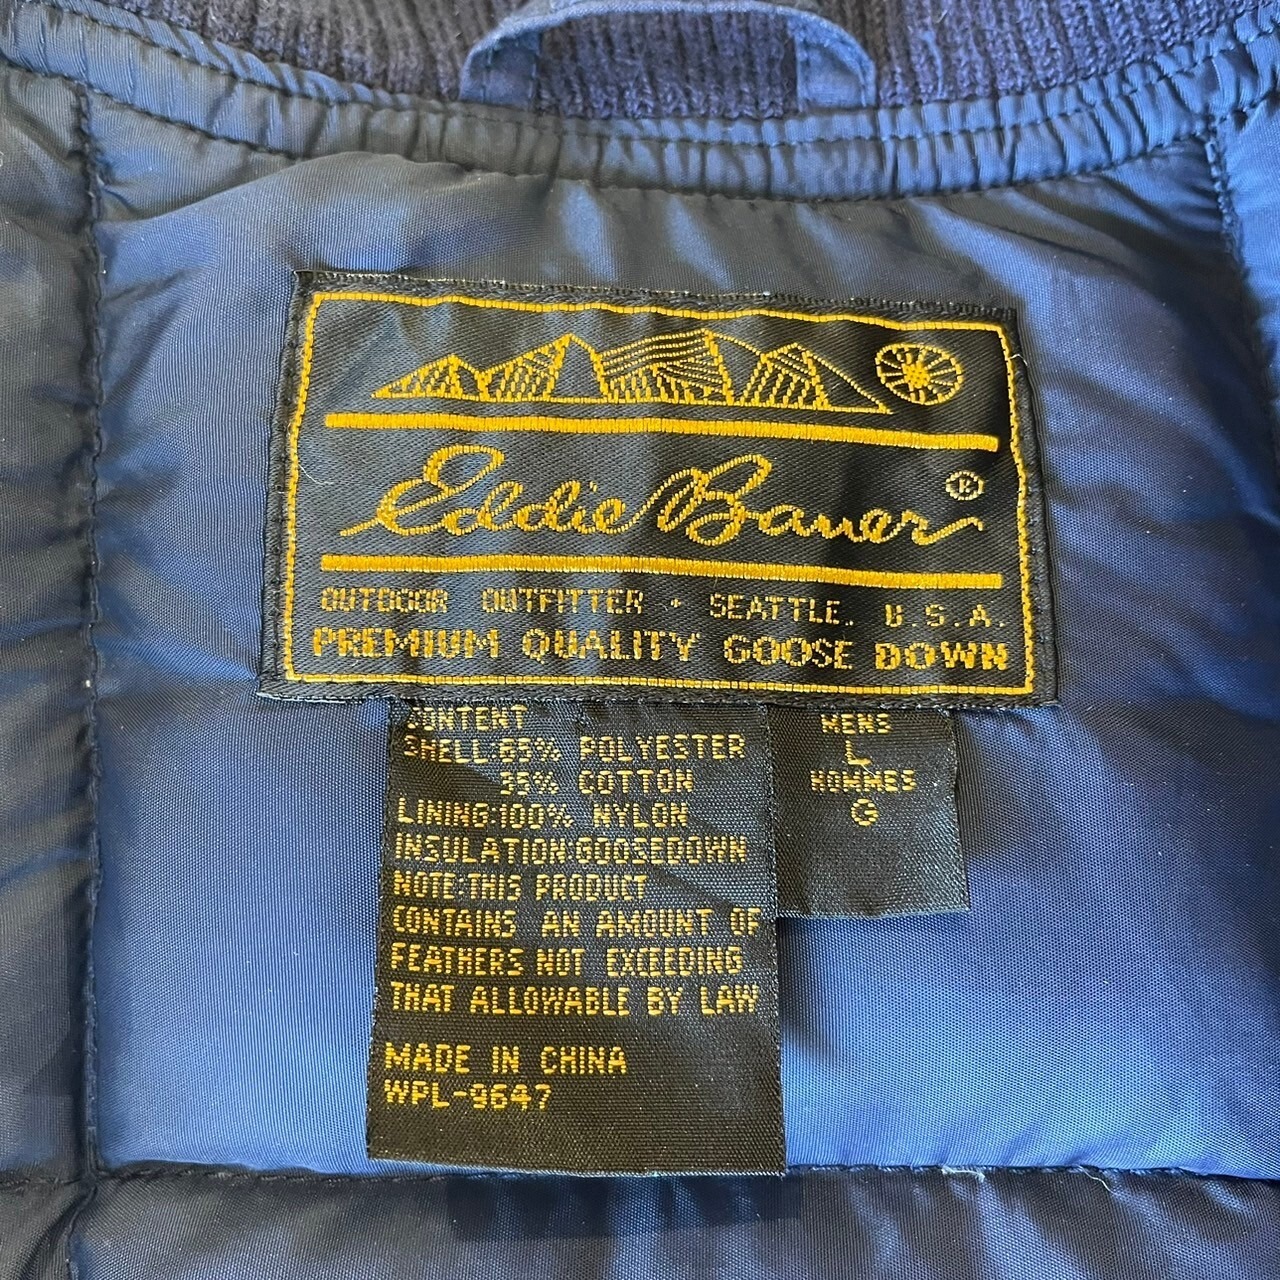 Eddie Bauer ®
OUTDOOR OUTFITTER • SEATTLE, U.S.A.
PREMIUM QUALITY GOOSE DOWN
CONTENT
SHELL:65% POLYESTER
35% COTTON
LINING:100% NYLON
INSULATION:GOOSEDOWN
NOTE:THIS PRODUCT
CONTAINS AN AMOUNT OF
FEATHERS NOT EXCEEDING
THAT ALLOWABLE BY LAW
MADE IN CHINA
WPL-9647
MENS
L
HOMMES
G